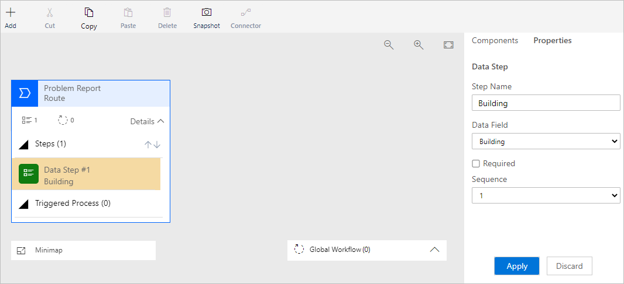 Add
Cut
Copy
Paste
Delete
Snapshot
Connector
Problem Report
Route
1
0
Details
Steps (1)
Data Step #1
Building
Triggered Process (0)
Minimap
Global Workflow (0)
Components
Properties
Data Step
Step Name
Building
Data Field
Building
Required
Sequence
1
Apply
Discard